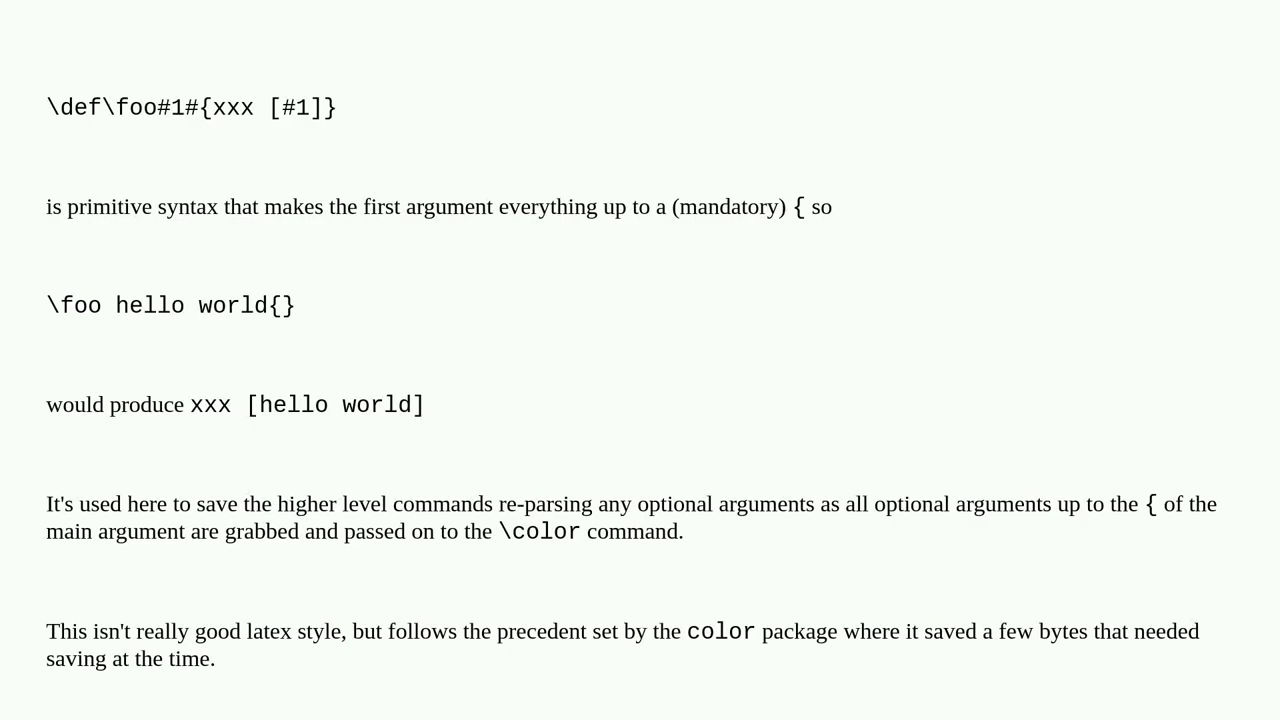 \def\foo#1#{xxx [#1]}
is primitive syntax that makes the first argument everything up to a (mandatory) { so
\foo hello world{}
would produce xxx [hello world]
It's used here to save the higher level commands re-parsing any optional arguments as all optional arguments up to the { of the
main argument are grabbed and passed on to the \color command.
This isn't really good latex style, but follows the precedent set by the color package where it saved a few bytes that needed
saving at the time.